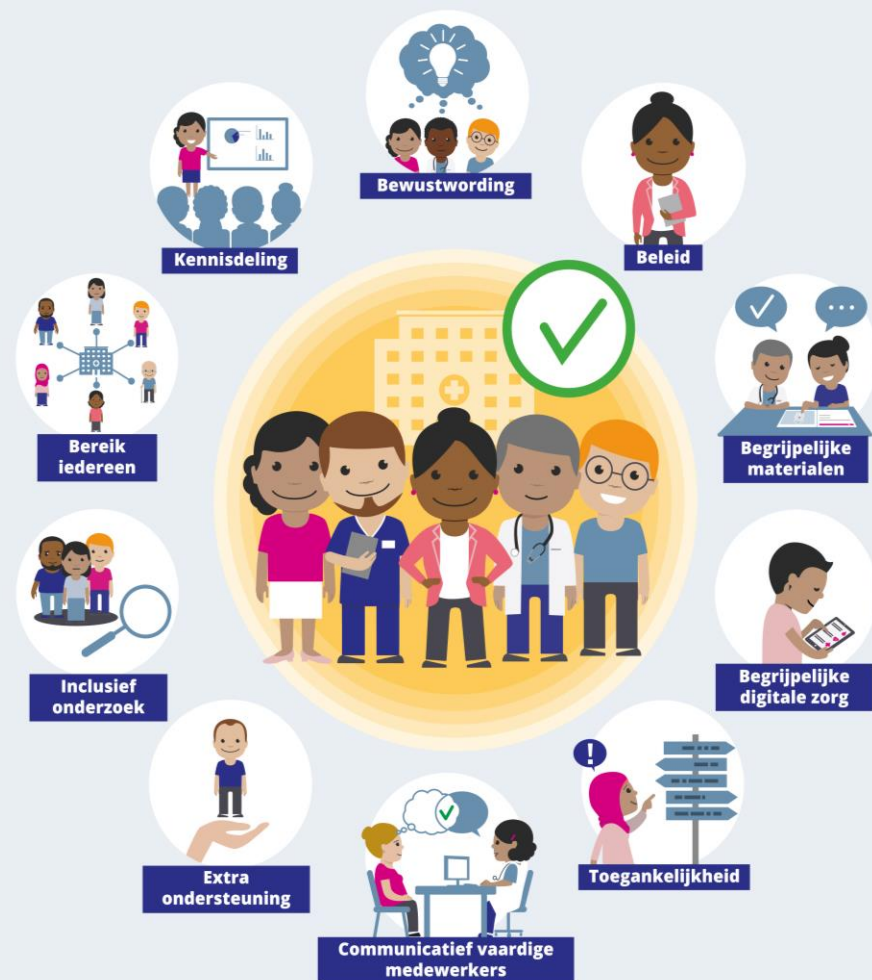 Bewustwording
Beleid
Begrijpelijke
materialen
Begrijpelijke
digitale zorg
Toegankelijkheid
Communicatief vaardige
medewerkers
Extra
ondersteuning
Inclusief
onderzoek
Bereik
iedereen
Kennisdeling
!